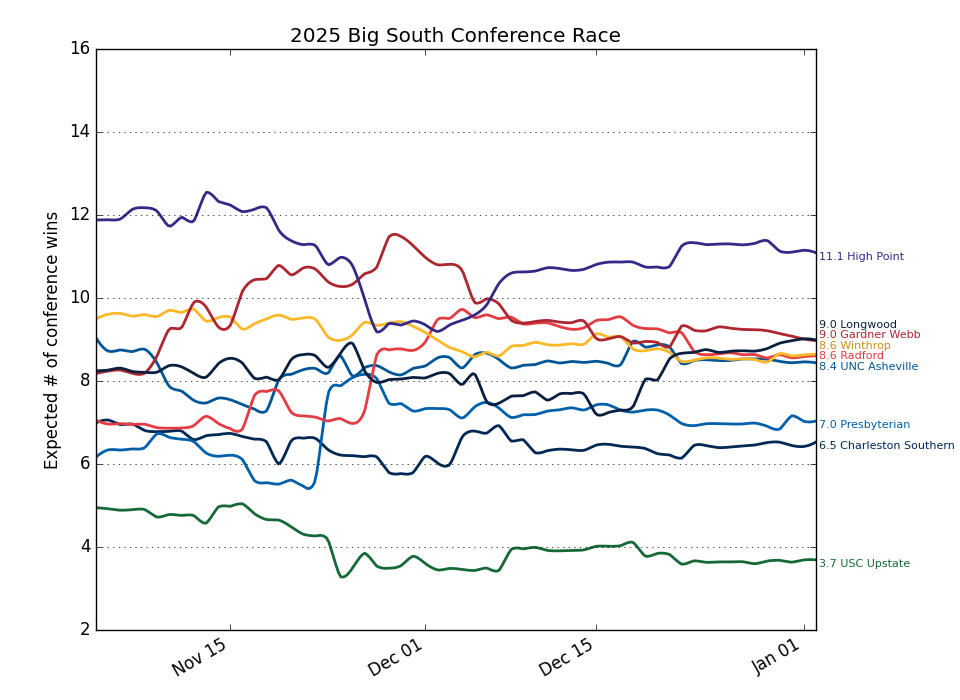 2025 Big South Conference Race
Expected # of conference wins
16
14
12
10
8
6
4
2
Nov 15
Dec 01
Dec 15
Jan 01
11.1 High Point
9.0 Longwood
9.0 Gardner Webb
8.6 Winthrop
8.6 Radford
8.4 UNC Asheville
7.0 Presbyterian
6.5 Charleston Southern
3.7 USC Upstate